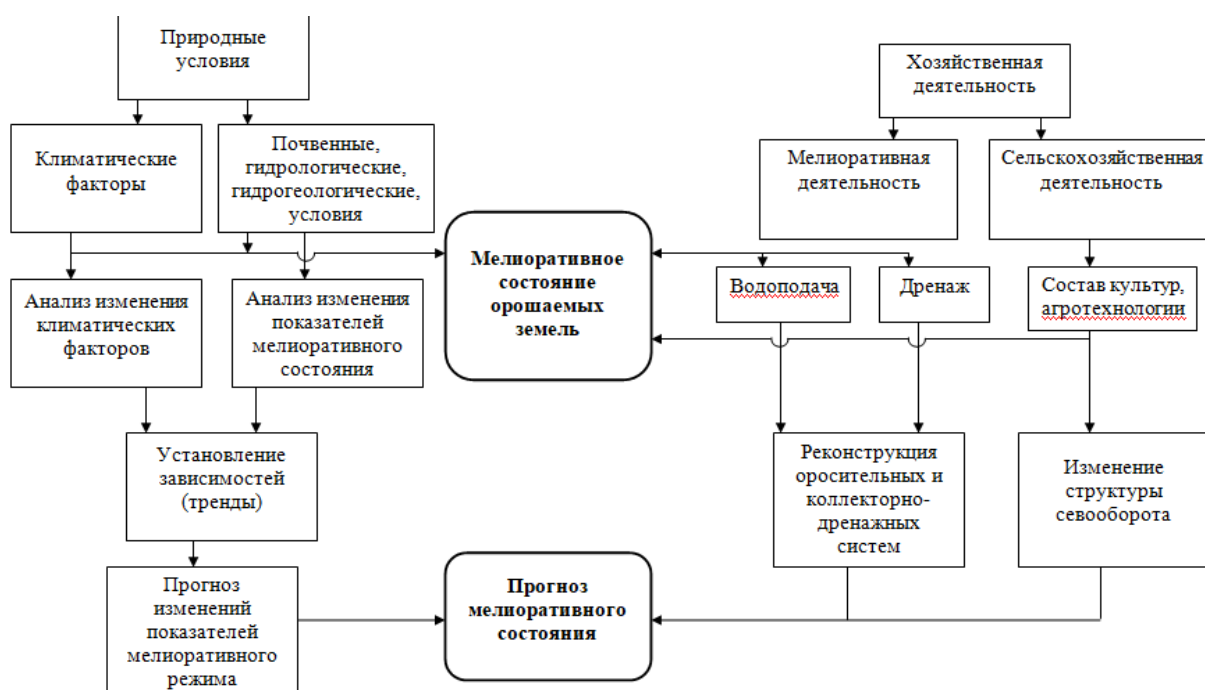 Природные
условия
Хозяйственная
деятельность
Климатические
факторы
Почвенные,
гидрологические,
гидрогеологические,
условия
Мелиоративная
деятельность
Сельскохозяйственная
деятельность
Мелиоративное
состояние
орошаемых
земель
Водоподача
Дренаж
Состав культур,
агротехнологии
Анализ изменения
климатических
факторов
Анализ изменения
показателей
мелиоративного
состояния
Установление
зависимостей
(тренды)
Реконструкция
оросительных и
коллекторно-
дренажных
систем
Изменение
структуры
севооборота
Прогноз
изменений
показателей
мелиоративного
режима
Прогноз
мелиоративного
состояния